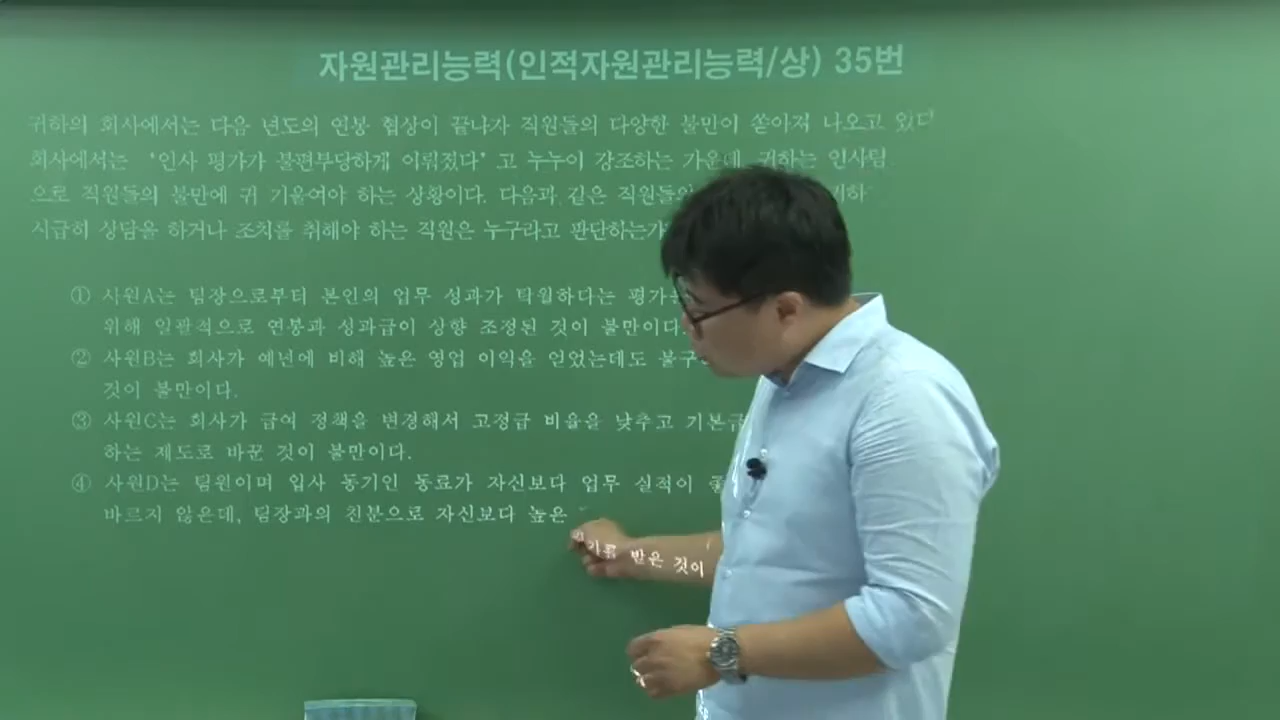 자원관리능력(인적자원관리능력/상) 35번
귀하의 회사에서는 다음 년도의 연봉 협상이 끝나자 직원들의 다양한 불만이 쏟아져 나오고 있다
회사에서는 '인사 평가가 불편부당하게 이뤄졌다' 고 누누이 강조하는 가운데 귀하는 인사팀
으로 직원들의 불만에 귀 기울여야 하는 상황이다. 다음과 같은 직원들의 귀하
시급히 상담을 하거나 조치를 취해야 하는 직원은 누구라고 판단하는가
① 사원A는 팀장으로부터 본인의 업무 성과가 탁월하다는 평가
위해 일괄적으로 연봉과 성과급이 상향 조정된 것이 불만이다.
② 사원B는 회사가 예년에 비해 높은 영업 이익을 얻었는데도 불구
것이 불만이다.
③ 사원C는 회사가 급여 정책을 변경해서 고정급 비율을 낮추고 기본급
하는 제도로 바꾼 것이 불만이다.
④ 사원D는 팀원이며 입사 동기인 동료가 자신보다 업무 실적이
바르지 않은데, 팀장과의 친분으로 자신보다 높은 받은 것이